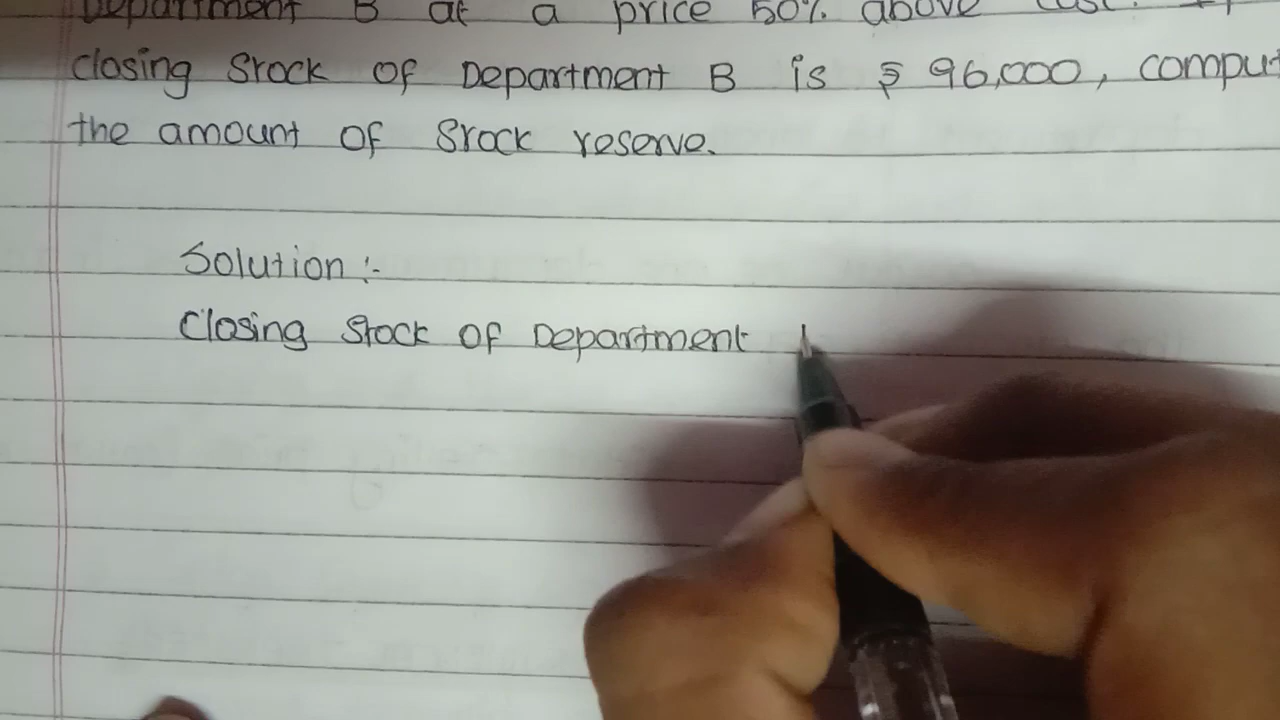 Department B at a price 50% above cost. If
closing Stock of Department B is ₹ 96,000, comput
the amount of Stock reserve.
Solution :-
Closing Stock of Department